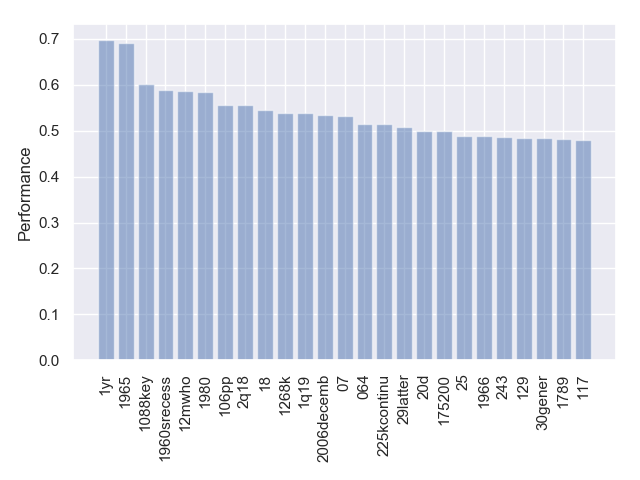 0.7
0.6
0.5
0.4
0.3
0.2
0.1
0.0
Performance
1yr
1965
1088key
1960srecess
12mwho
1980
106pp
2q18
18
1268k
1q19
2006decemb
07
064
225kcontinu
29latter
20d
175200
25
1966
243
129
30gener
1789
117